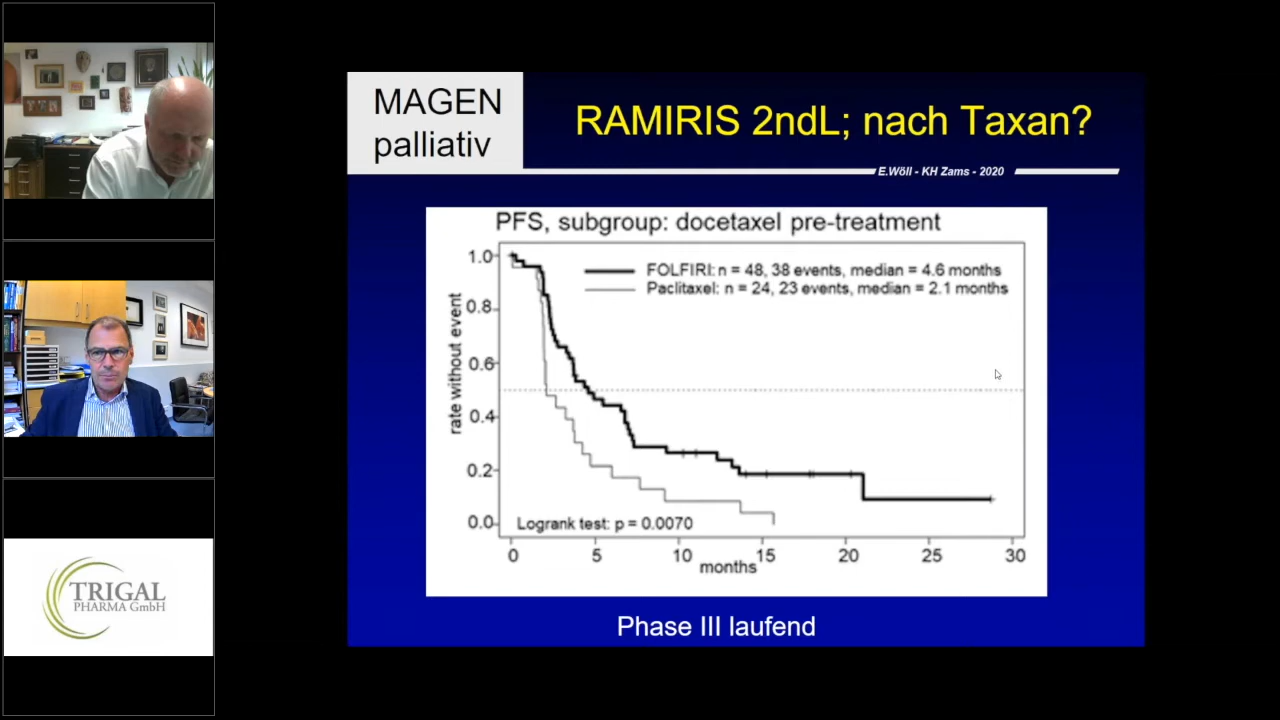 MAGEN
palliativ
RAMIRIS 2ndL; nach Taxan?
E.Wöll - KH Zams - 2020
PFS, subgroup: docetaxel pre-treatment
FOLFIRI: n = 48, 38 events, median = 4.6 months
Paclitaxel: n = 24, 23 events, median = 2.1 months
rate without event
1.0
0.8
0.6
0.4
0.2
0.0
Logrank test: p = 0.0070
0 5 10 15 20 25 30
months
Phase III laufend
TRIGAL
PHARMA GmbH